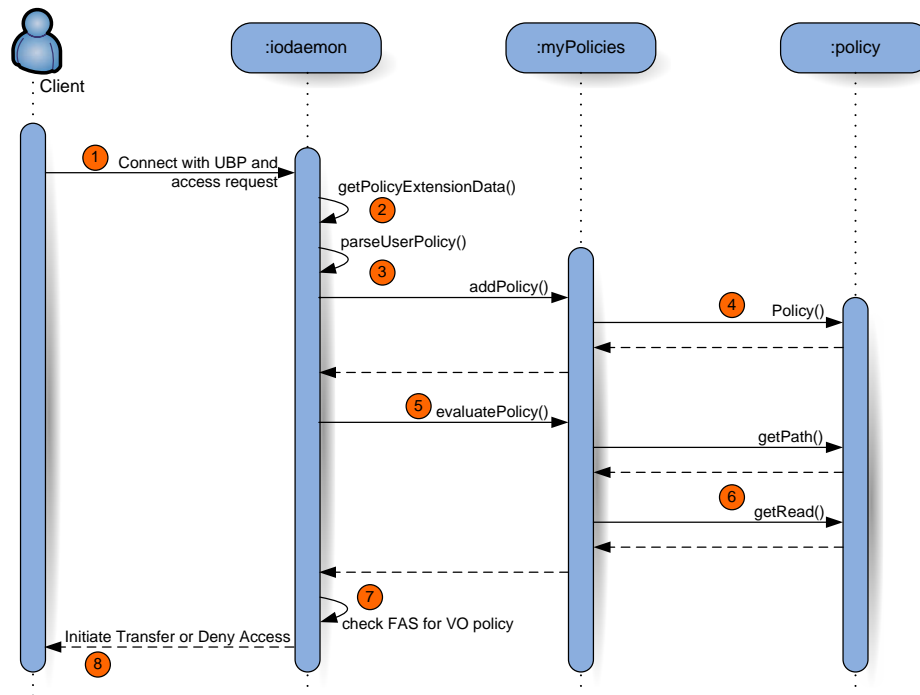 :iodaemon
:myPolicies
:policy
Client
1
Connect with UBP and
access request
getPolicyExtensionData()
2
parseUserPolicy()
3
addPolicy()
4
Policy()
5
evaluatePolicy()
getPath()
6
getRead()
7
check FAS for VO policy
Initiate Transfer or Deny Access
8